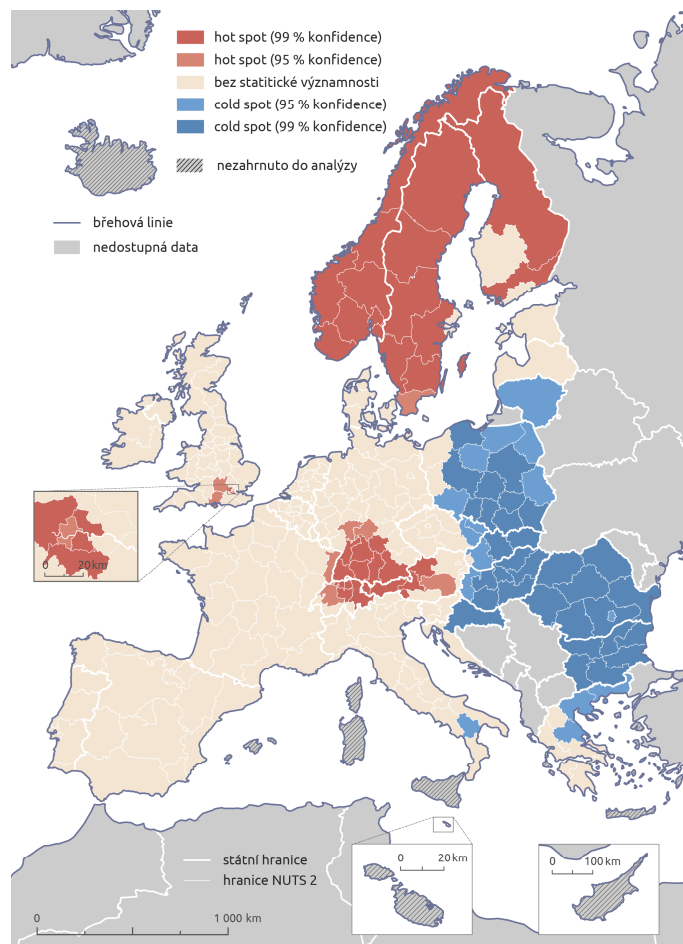 hot spot (99 % konfidence)
hot spot (95 % konfidence)
bez statitické významnosti
cold spot (95 % konfidence)
cold spot (99 % konfidence)
nezahrnuto do analýzy
břehová linie
nedostupná data
0 20 km
státní hranice
hranice NUTS 2
0 1 000 km
0 20 km
0 100 km